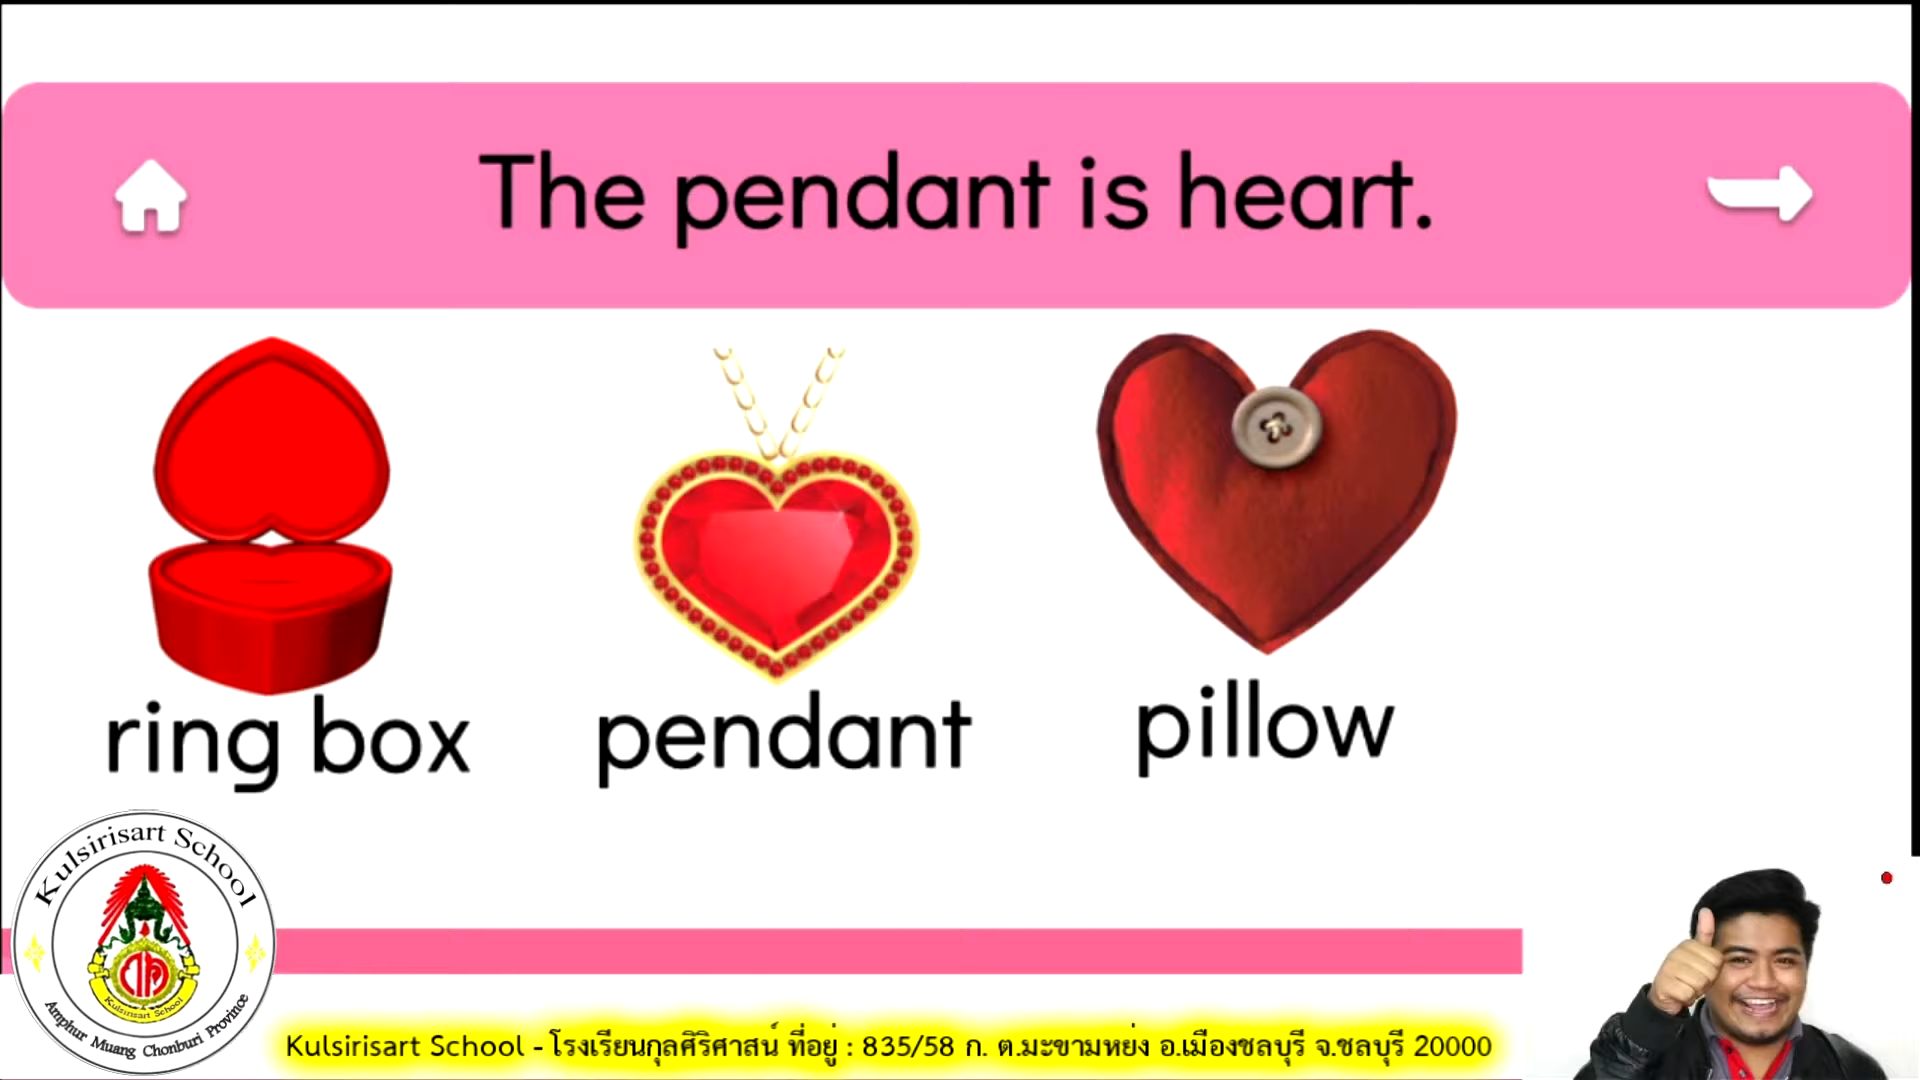 The pendant is heart.
ring box
pendant
pillow
Kulsirisart School
Kulsirisart School
Amphur Muang Chonburi Province
Kulsirisart School - โรงเรียนกุลศิริศาสน์ ที่อยู่ : 835/58 ก. ต.มะขามหย่ง อ.เมืองชลบุรี จ.ชลบุรี 20000